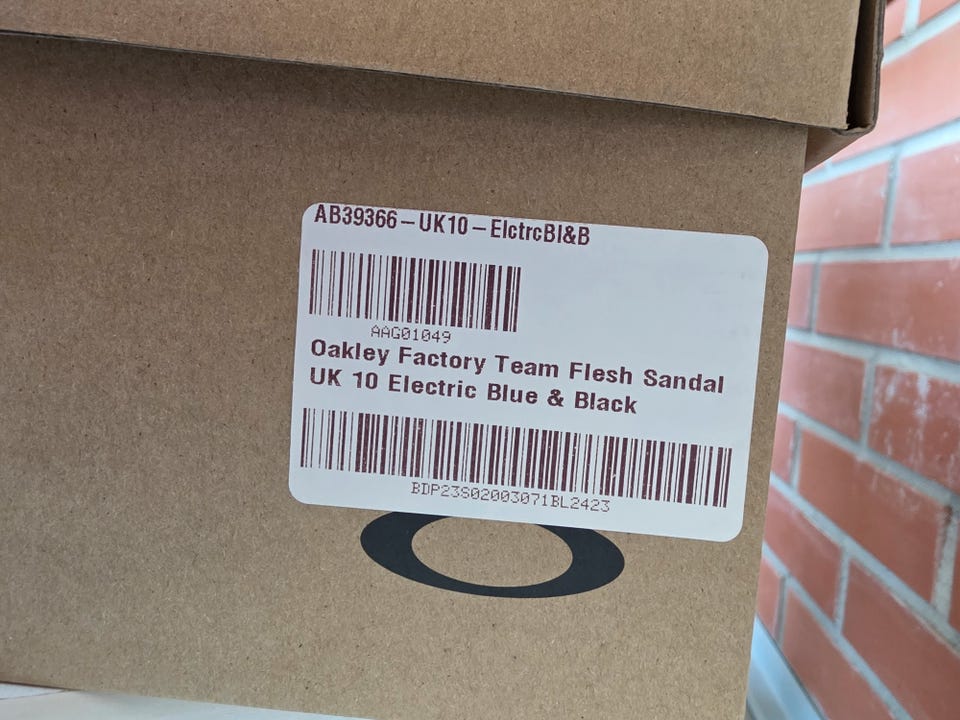 AB39366-UK10-ElctrcBl&B
AAG01049
Oakley Factory Team Flesh Sandal
UK 10 Electric Blue & Black
BDP23S02003071BL2423